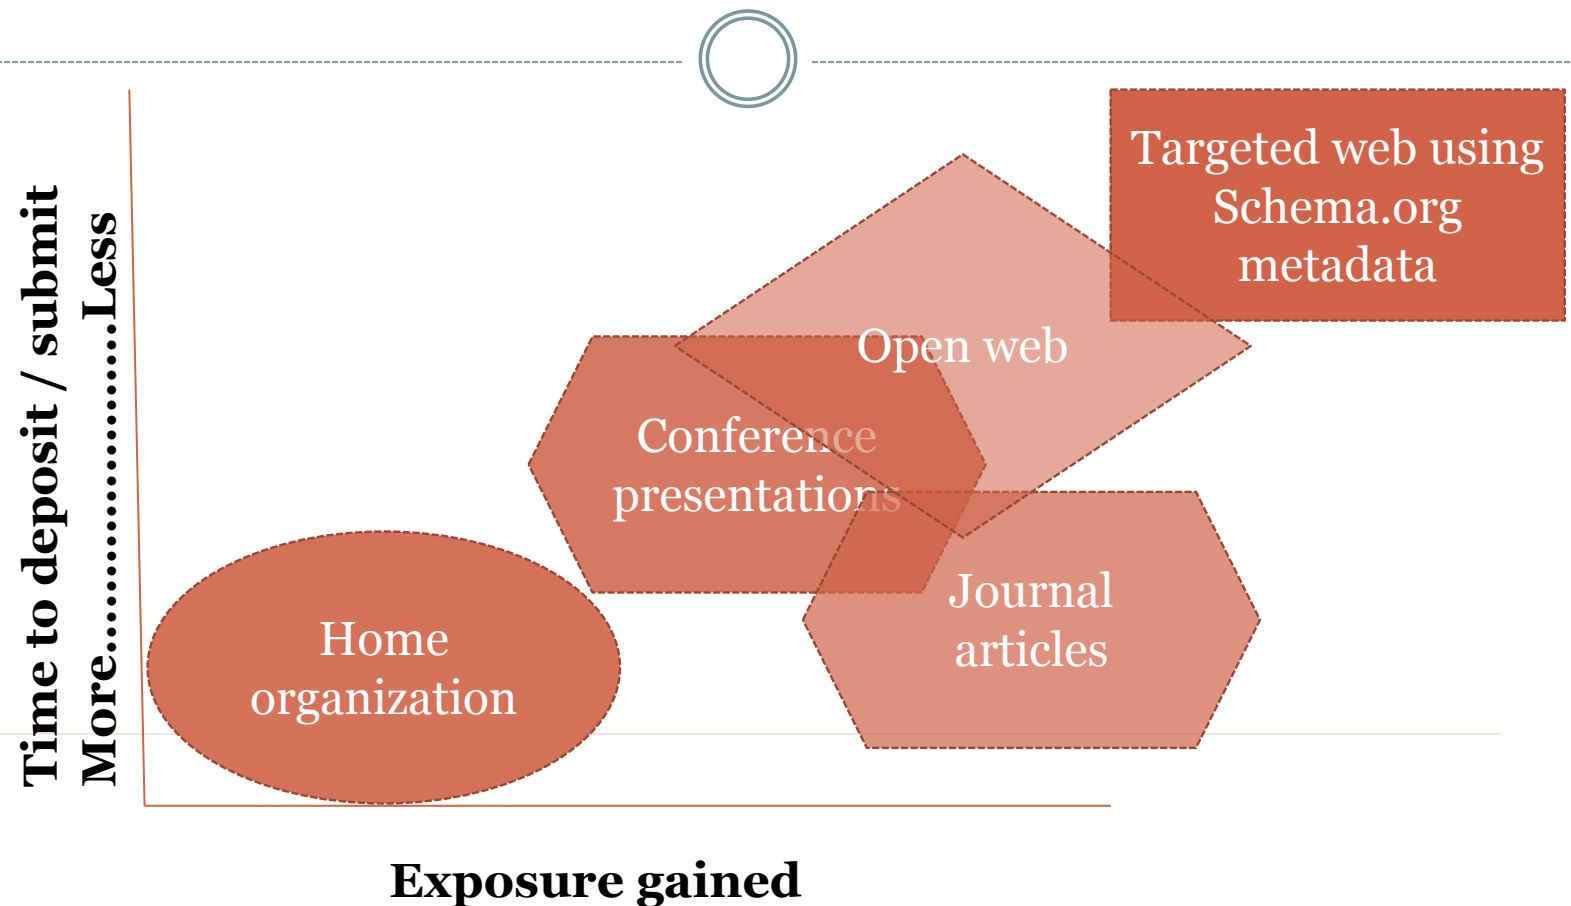 Time to deposit / submit
More……………………Less
Targeted web using
Schema.org
metadata
Open web
Conference
presentations
Journal
articles
Home
organization
Exposure gained